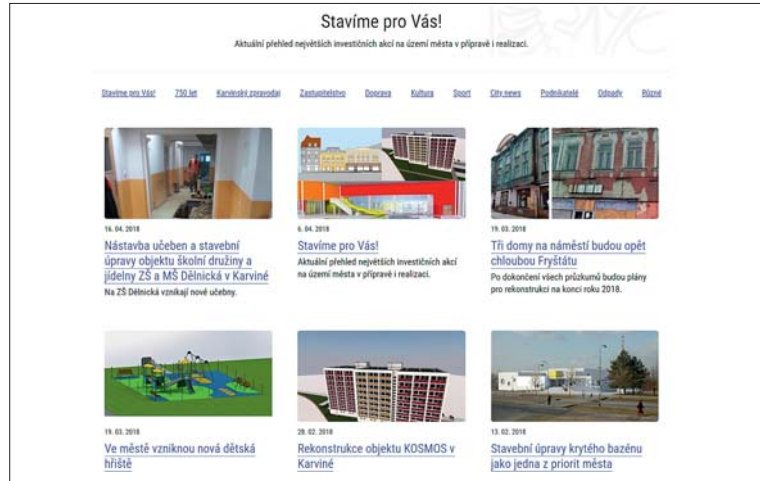 Stavíme pro Vás!
Aktuální přehled největších investičních akcí na území města v přípravě i realizaci.
Stavíme pro Vás! 750 let Karvinský zpravodaj Zastupitelstvo Doprava Kultura Sport City news Podnikatelé Odpady Různé
16. 04. 2018
Nástavba učeben a stavební
úpravy objektu školní družiny a
jídelny ZŠ a MŠ Dělnická v Karviné
Na ZŠ Dělnická vznikají nové učebny.
6. 04. 2018
Stavíme pro Vás!
Aktuální přehled největších investičních akcí
na území města v přípravě i realizaci.
19. 03. 2018
Tři domy na náměstí budou opět
chloubou Fryštátu
Po dokončení všech průzkumů budou plány
pro rekonstrukci na konci roku 2018.
19. 03. 2018
Ve městě vzniknou nová dětská
hřiště
28. 02. 2018
Rekonstrukce objektu KOSMOS v
Karviné
13. 02. 2018
Stavební úpravy krytého bazénu
jako jedna z priorit města